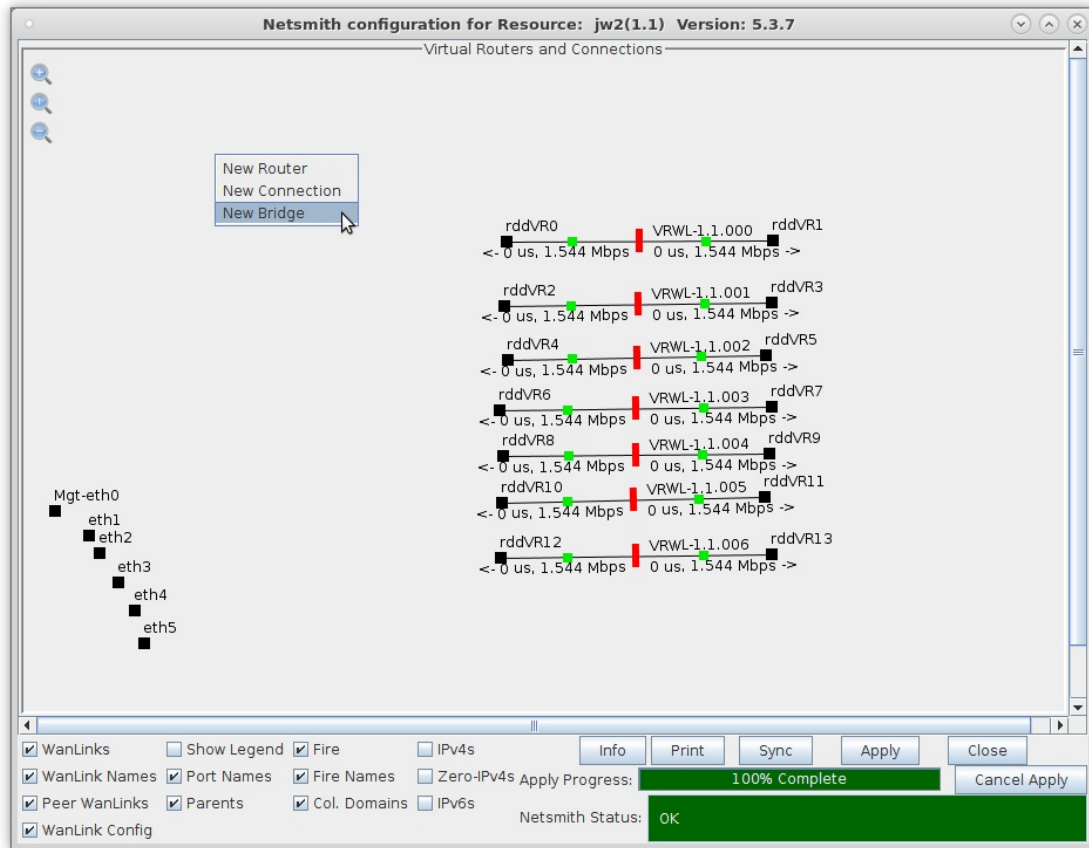 Netsmith configuration for Resource: jw2(1.1) Version: 5.3.7
Virtual Routers and Connections
New Router
New Connection
New Bridge
rddVR0 VRWL-1.1.000 rddVR1
<- 0 us, 1.544 Mbps 0 us, 1.544 Mbps ->
rddVR2 VRWL-1.1.001 rddVR3
<- 0 us, 1.544 Mbps 0 us, 1.544 Mbps ->
rddVR4 VRWL-1.1.002 rddVR5
<- 0 us, 1.544 Mbps 0 us, 1.544 Mbps ->
rddVR6 VRWL-1.1.003 rddVR7
<- 0 us, 1.544 Mbps 0 us, 1.544 Mbps ->
rddVR8 VRWL-1.1.004 rddVR9
<- 0 us, 1.544 Mbps 0 us, 1.544 Mbps ->
rddVR10 VRWL-1.1.005 rddVR11
<- 0 us, 1.544 Mbps 0 us, 1.544 Mbps ->
rddVR12 VRWL-1.1.006 rddVR13
<- 0 us, 1.544 Mbps 0 us, 1.544 Mbps ->
Mgt-eth0
eth1
eth2
eth3
eth4
eth5
WanLinks Show Legend Fire IPv4s Info Print Sync Apply Close
WanLink Names Port Names Fire Names Zero-IPv4s Apply Progress: 100% Complete Cancel Apply
Peer WanLinks Parents Col. Domains IPv6s
Netsmith Status: OK
WanLink Config